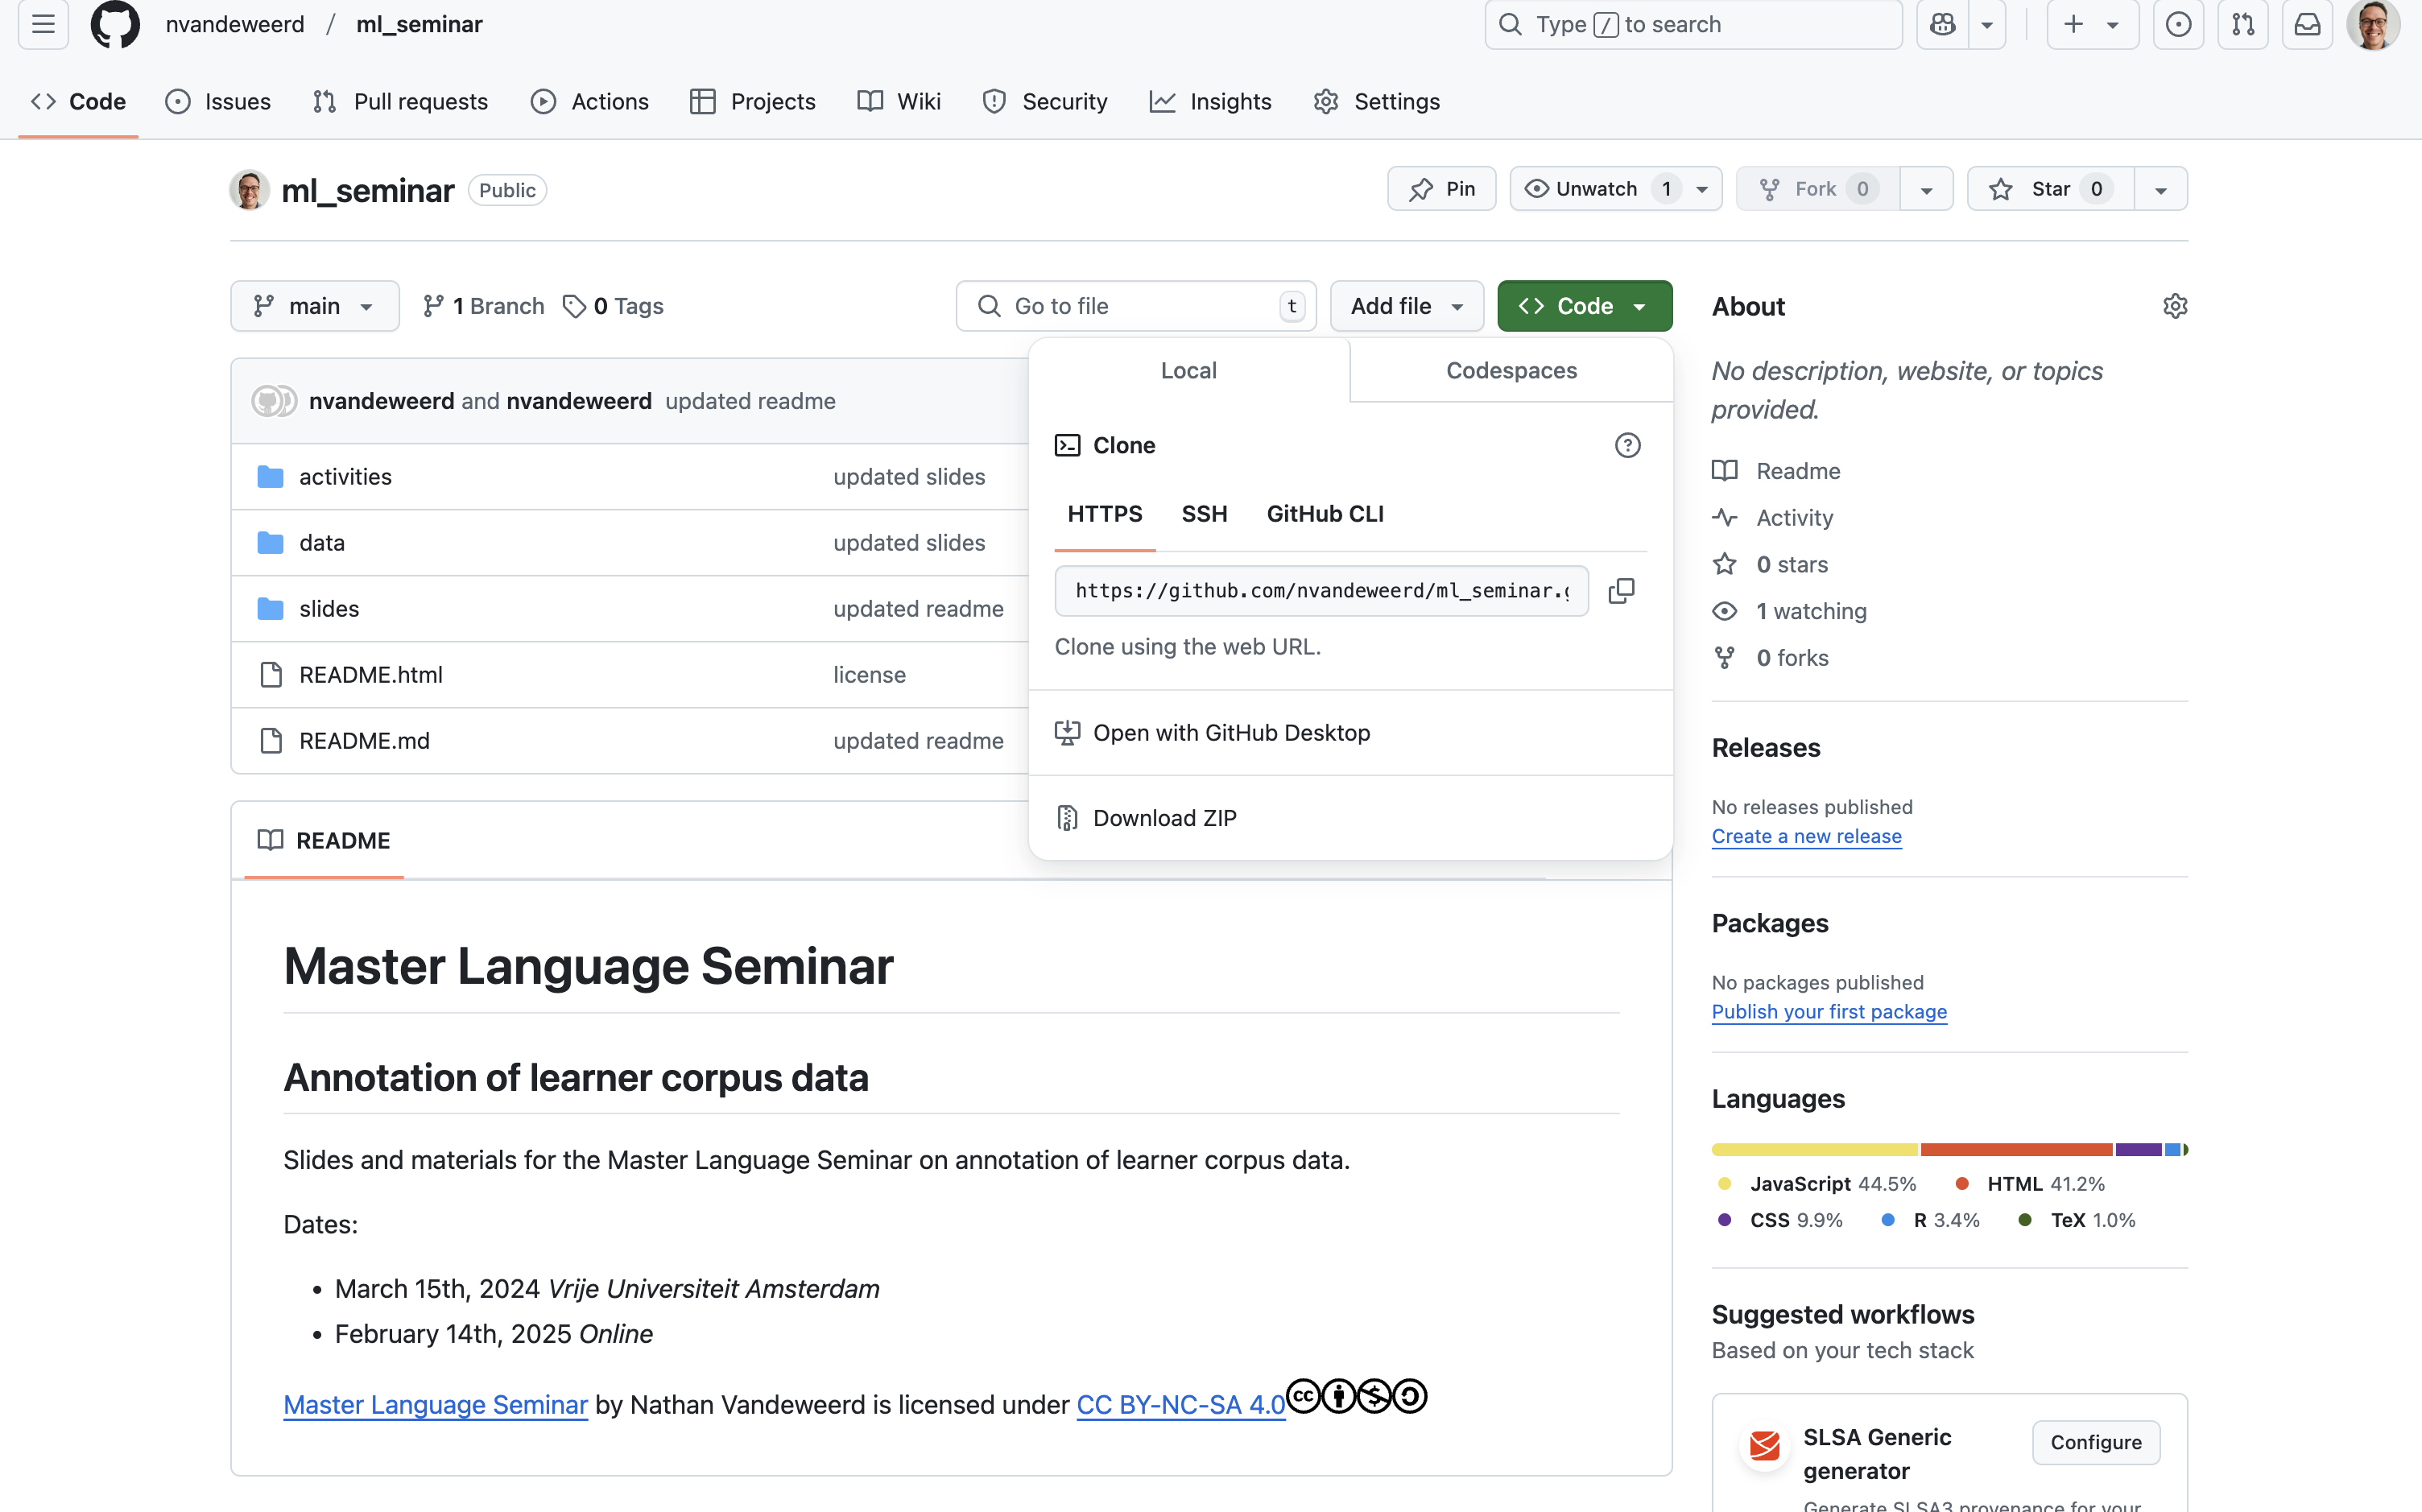 nvandeweerd / ml_seminar
Type / to search
Code Issues Pull requests Actions Projects Wiki Security Insights Settings
ml_seminar Public
Pin Unwatch 1 Fork 0 Star 0
main 1 Branch 0 Tags
Go to file t Add file Code
nvandeweerd and nvandeweerd updated readme
activities updated slides
data updated slides
slides updated readme
README.html license
README.md updated readme
Local Codespaces
Clone
HTTPS SSH GitHub CLI
https://github.com/nvandeweerd/ml_seminar.g
Clone using the web URL.
Open with GitHub Desktop
Download ZIP
README
Master Language Seminar
Annotation of learner corpus data
Slides and materials for the Master Language Seminar on annotation of learner corpus data.
Dates:
• March 15th, 2024 Vrije Universiteit Amsterdam
• February 14th, 2025 Online
Master Language Seminar by Nathan Vandeweerd is licensed under CC BY-NC-SA 4.0
About
No description, website, or topics
provided.
Readme
Activity
0 stars
1 watching
0 forks
Releases
No releases published
Create a new release
Packages
No packages published
Publish your first package
Languages
JavaScript 44.5% HTML 41.2%
CSS 9.9% R 3.4% TeX 1.0%
Suggested workflows
Based on your tech stack
SLSA Generic
generator
Configure
Generate SLSA3 provenance for your